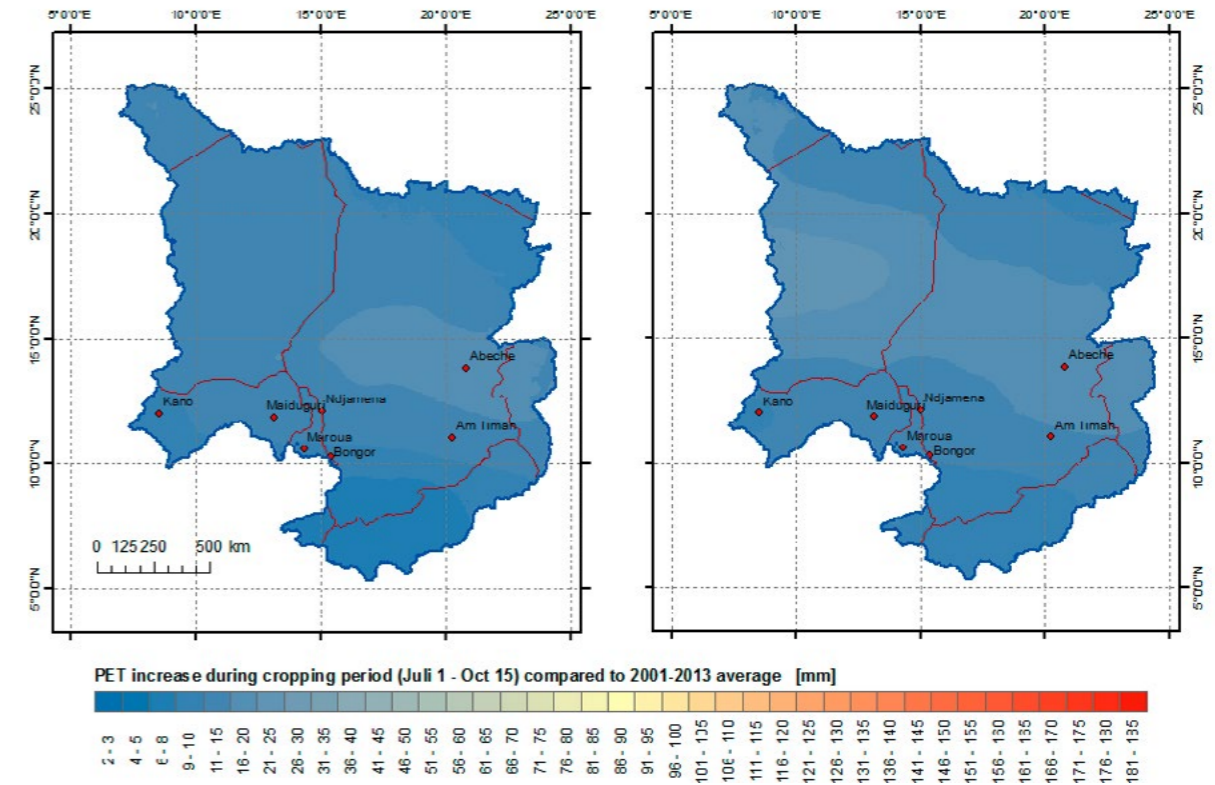 5°0'0"E 10°0'0"E 15°0'0"E 20°0'0"E 25°0'0"E
5°0'0"E 10°0'0"E 15°0'0"E 20°0'0"E 25°0'0"E
25°0'0"N
20°0'0"N
15°0'0"N
10°0'0"N
5°0'0"N
Abeche
Kano
Maiduguri
Ndjamena
Am Timan
Maroua
Bongor
0 125 250 500 km
Abeche
Kano
Maiduguri
Ndjamena
Am Timan
Maroua
Bongor
25°0'0"N
20°0'0"N
15°0'0"N
10°0'0"N
5°0'0"N
PET increase during cropping period (Juli 1 - Oct 15) compared to 2001-2013 average [mm]
2 - 3
4 - 5
6 - 8
9 - 10
11 - 15
16 - 20
21 - 25
26 - 30
31 - 35
36 - 40
41 - 45
46 - 50
51 - 55
56 - 60
61 - 65
66 - 70
71 - 75
76 - 80
81 - 85
86 - 90
91 - 95
96 - 100
101 - 135
106 - 110
111 - 115
116 - 120
121 - 125
126 - 130
131 - 135
136 - 140
141 - 145
146 - 150
151 - 155
156 - 160
161 - 165
166 - 170
171 - 175
176 - 130
181 - 135